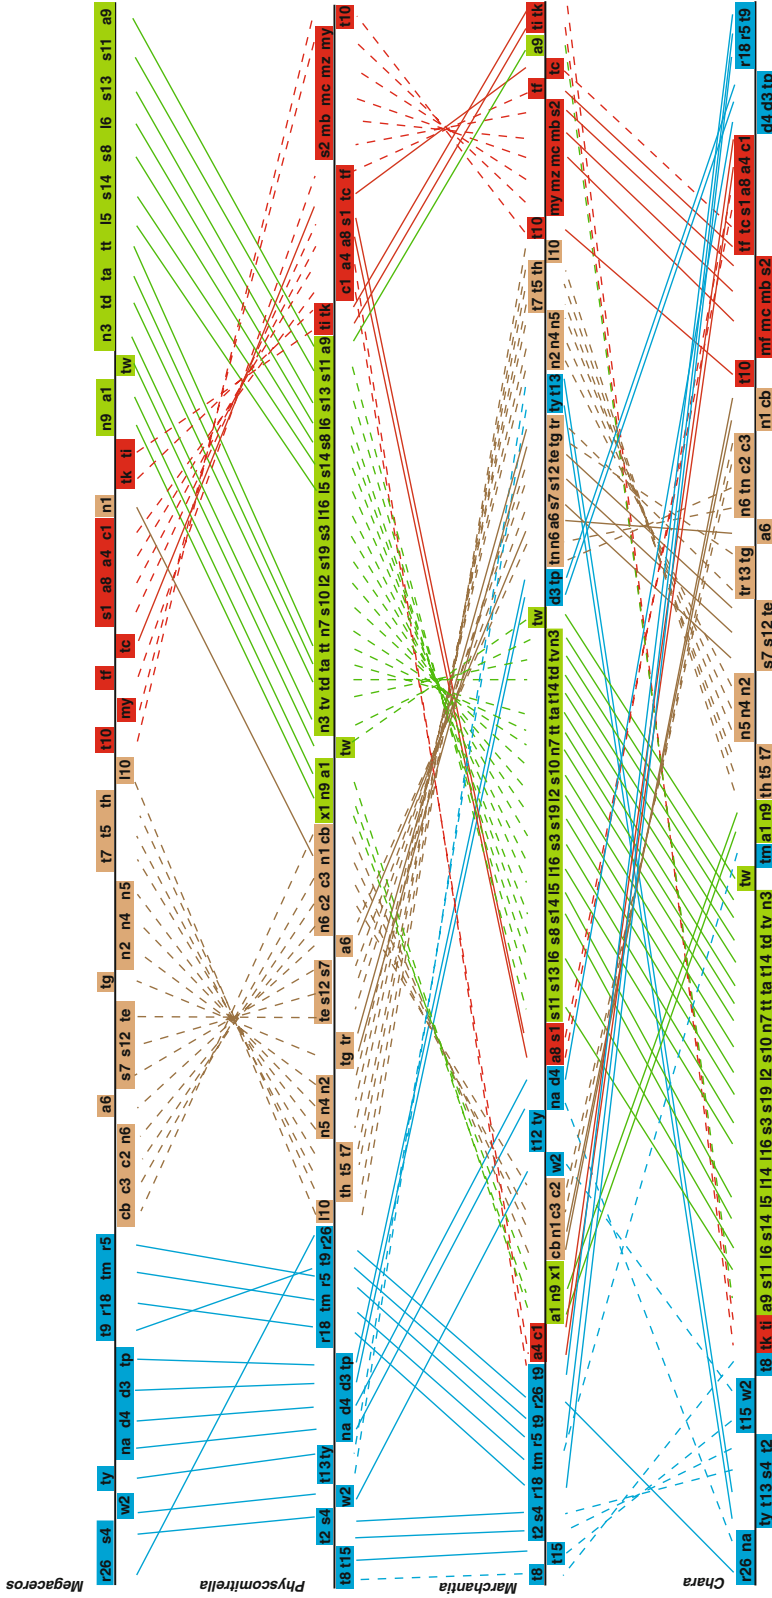 Megaceros
r26 s4 ty t9 r18 tm r5 a6 tg t7 t5 th t10 tf s1 a8 a4 c1 n1 n9 a1 n3 td ta tt l5 s14 s8 l6 s13 s11 a9
w2 na d4 d3 tp cb c3 c2 n6 s7 s12 te n2 n4 n5 l10 my tc tk ti tw
Physcomitrella
t2 s4 t13 ty r18 tm r5 t9 r26 l10 n5 n4 n2 te s12 s7 n6 c2 c3 n1 cb x1 n9 a1 n3 tv td ta tt n7 s10 l2 s19 s3 l16 l5 s14 s8 l6 s13 s11 a9 ti tk s2 mb mc mz my
t8 t15 w2 na d4 d3 tp th t5 t7 tg tr a6 tw c1 a4 a8 s1 tc tf t10
Marchantia
t8 t2 s4 r18 tm r5 t9 r26 t9 a4 c1 t12 ty tw t7 t5 th t10 tf a9 ti tk
t15 a1 n9 x1 cb n1 c3 c2 w2 na d4 a8 s1 s11 s13 l6 s8 s14 l5 l16 s3 s19 l2 s10 n7 tt ta t14 td tv n3 d3 tp tn n6 a6 s7 s12 te tg tr ty t13 n2 n4 n5 l10 my mz mc mb s2 tc
Chara
r26 na t15 w2 tw n5 n4 n2 tr t3 tg n6 tn c2 c3 t10 tf tc s1 a8 a4 c1 r18 r5 t9
ty t13 s4 t2 t8 tk ti a9 s11 l6 s14 l5 l14 l16 s3 s19 l2 s10 n7 tt ta t14 td tv n3 tm a1 n9 th t5 t7 s7 s12 te a6 n1 cb mf mc mb s2 d4 d3 tp